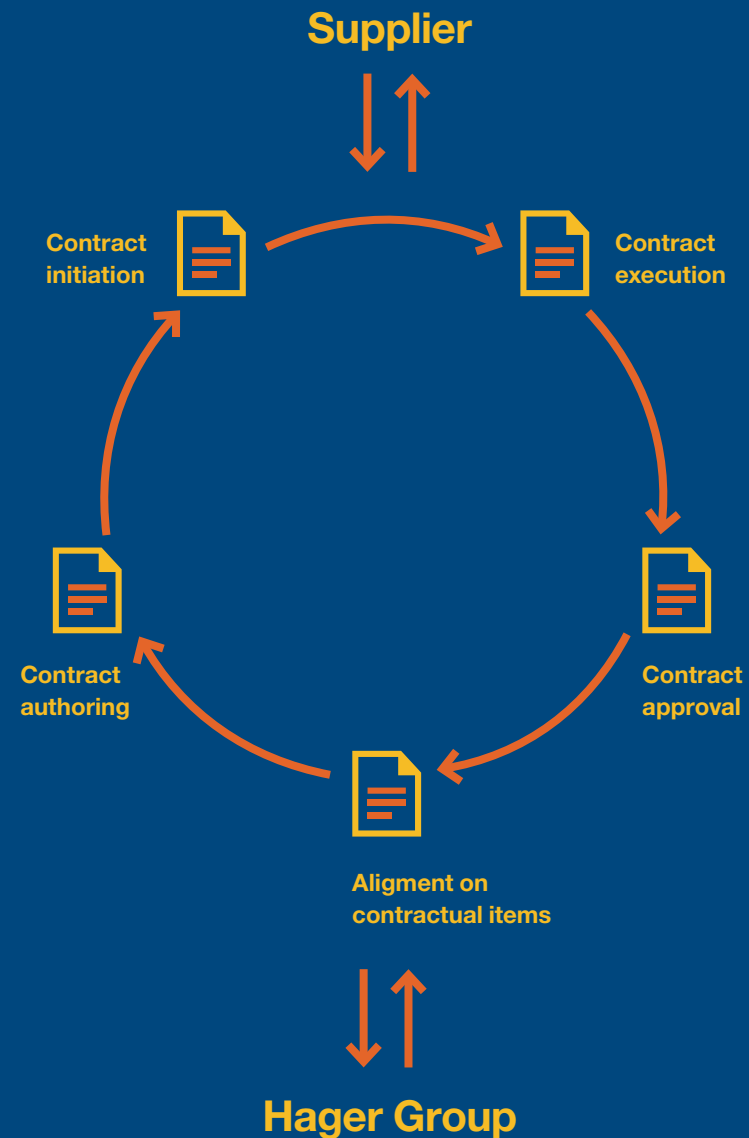 Supplier
Contract
initiation
Contract
execution
Contract
authoring
Contract
approval
Aligment on
contractual items
Hager Group